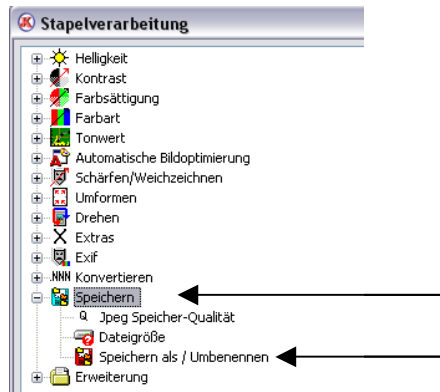 Stapelverarbeitung
Helligkeit
Kontrast
Farbsättigung
Farbart
Tonwert
Automatische Bildoptimierung
Schärfen/Weichzeichnen
Umformen
Drehen
Extras
Exif
NNN Konvertieren
Speichern
Q Jpeg Speicher-Qualität
Dateigröße
Speichern als / Umbenennen
Erweiterung